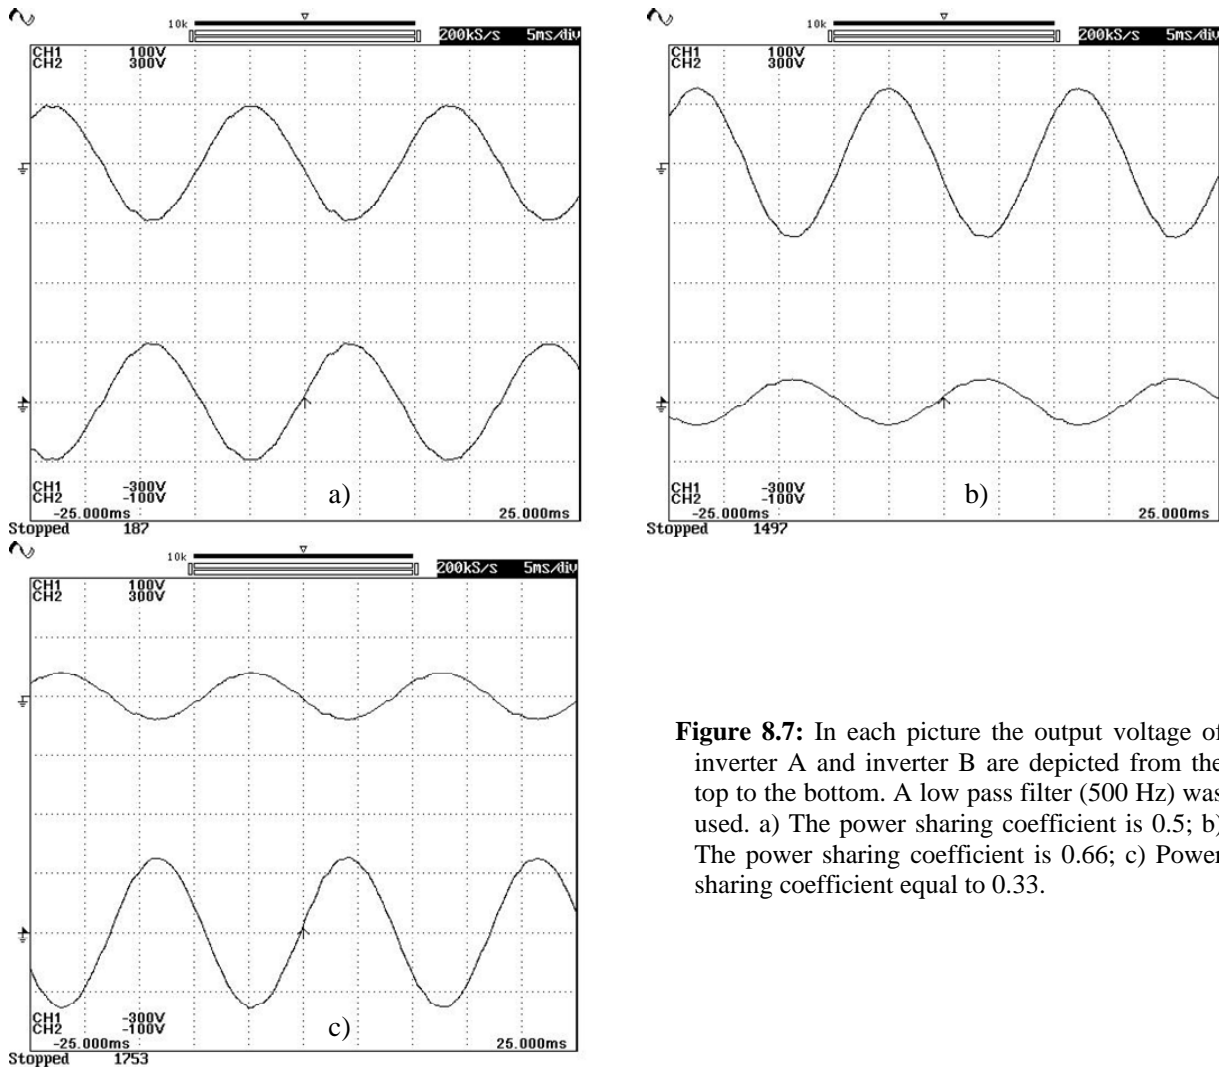 10k
200kS/s 5ms/div
CH1 100V
CH2 300V
CH1 -300V
CH2 -100V
a)
-25.000ms 25.000ms
Stopped 187
10k
200kS/s 5ms/div
CH1 100V
CH2 300V
CH1 -300V
CH2 -100V
b)
-25.000ms 25.000ms
Stopped 1497
10k
200kS/s 5ms/div
CH1 100V
CH2 300V
CH1 -300V
CH2 -100V
c)
-25.000ms 25.000ms
Stopped 1753
Figure 8.7: In each picture the output voltage of
inverter A and inverter B are depicted from the
top to the bottom. A low pass filter (500 Hz) was
used. a) The power sharing coefficient is 0.5; b)
The power sharing coefficient is 0.66; c) Power
sharing coefficient equal to 0.33.